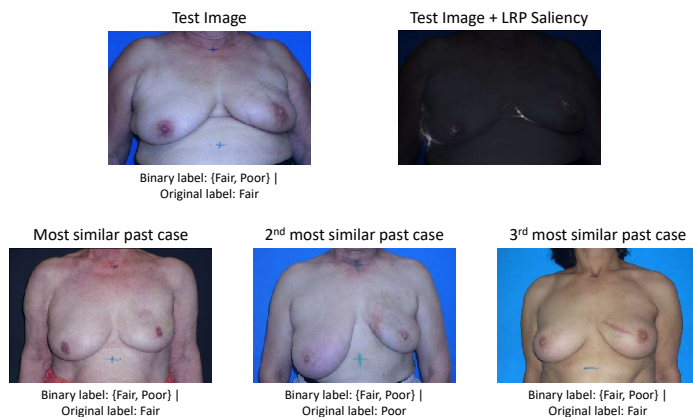 Test Image
Test Image + LRP Saliency
Binary label: {Fair, Poor} |
Original label: Fair
Most similar past case
2nd most similar past case
3rd most similar past case
Binary label: {Fair, Poor} |
Original label: Fair
Binary label: {Fair, Poor} |
Original label: Poor
Binary label: {Fair, Poor} |
Original label: Fair